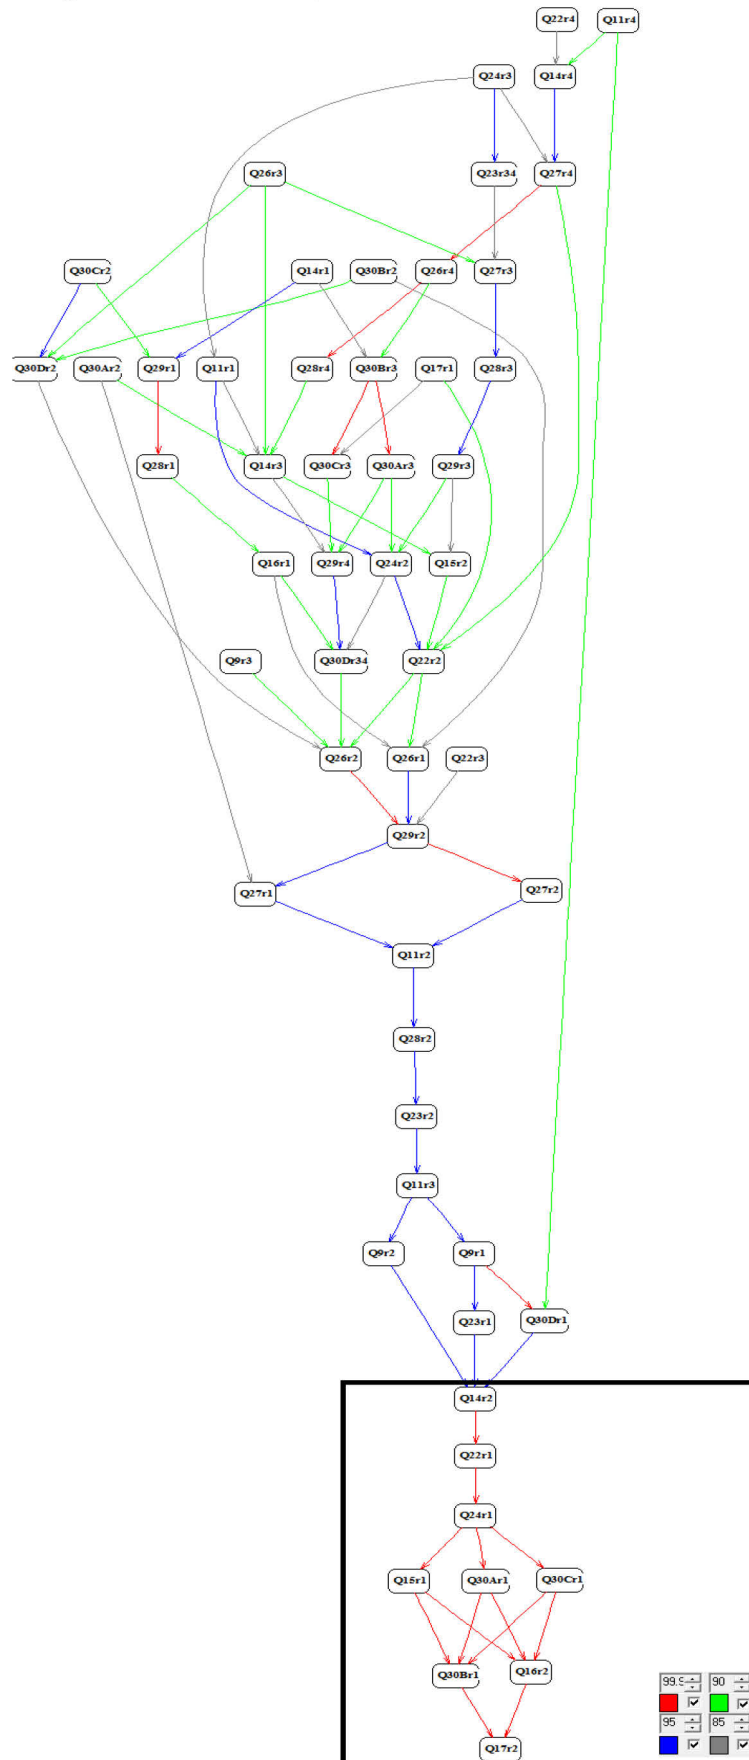 Q22r4 Q11r4
Q24r3 Q14r4
Q26r3 Q23r34 Q27r4
Q30Cr2 Q14r1 Q30Br2 Q26r4 Q27r3
Q30Dr2 Q30Ar2 Q29r1 Q11r1 Q28r4 Q30Br3 Q17r1 Q28r3
Q28r1 Q14r3 Q30Cr3 Q30Ar3 Q29r3
Q16r1 Q29r4 Q24r2 Q15r2
Q9r3 Q30Dr34 Q22r2
Q26r2 Q26r1 Q22r3
Q29r2
Q27r1 Q27r2
Q11r2
Q28r2
Q23r2
Q11r3
Q9r2 Q9r1
Q23r1 Q30Dr1
Q14r2
Q22r1
Q24r1
Q15r1 Q30Ar1 Q30Cr1
Q30Br1 Q16r2
99.9 90
95 85
Q17r2